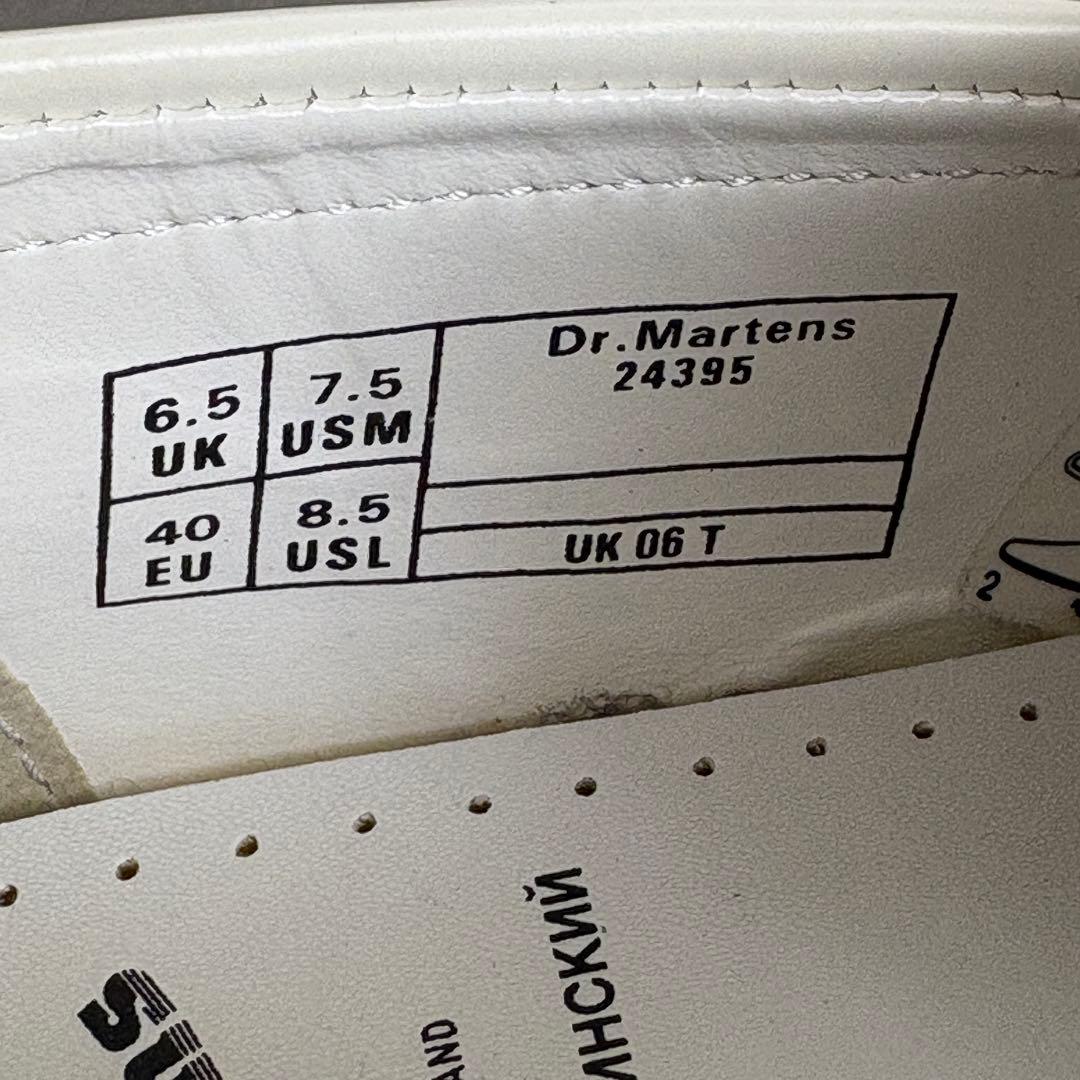 6.5
UK
7.5
USM
Dr.Martens
24395
40
EU
8.5
USL
UK 06 T
2